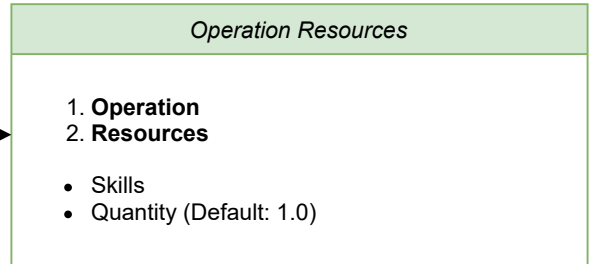 Operation Resources
1. Operation
2. Resources
• Skills
• Quantity (Default: 1.0)